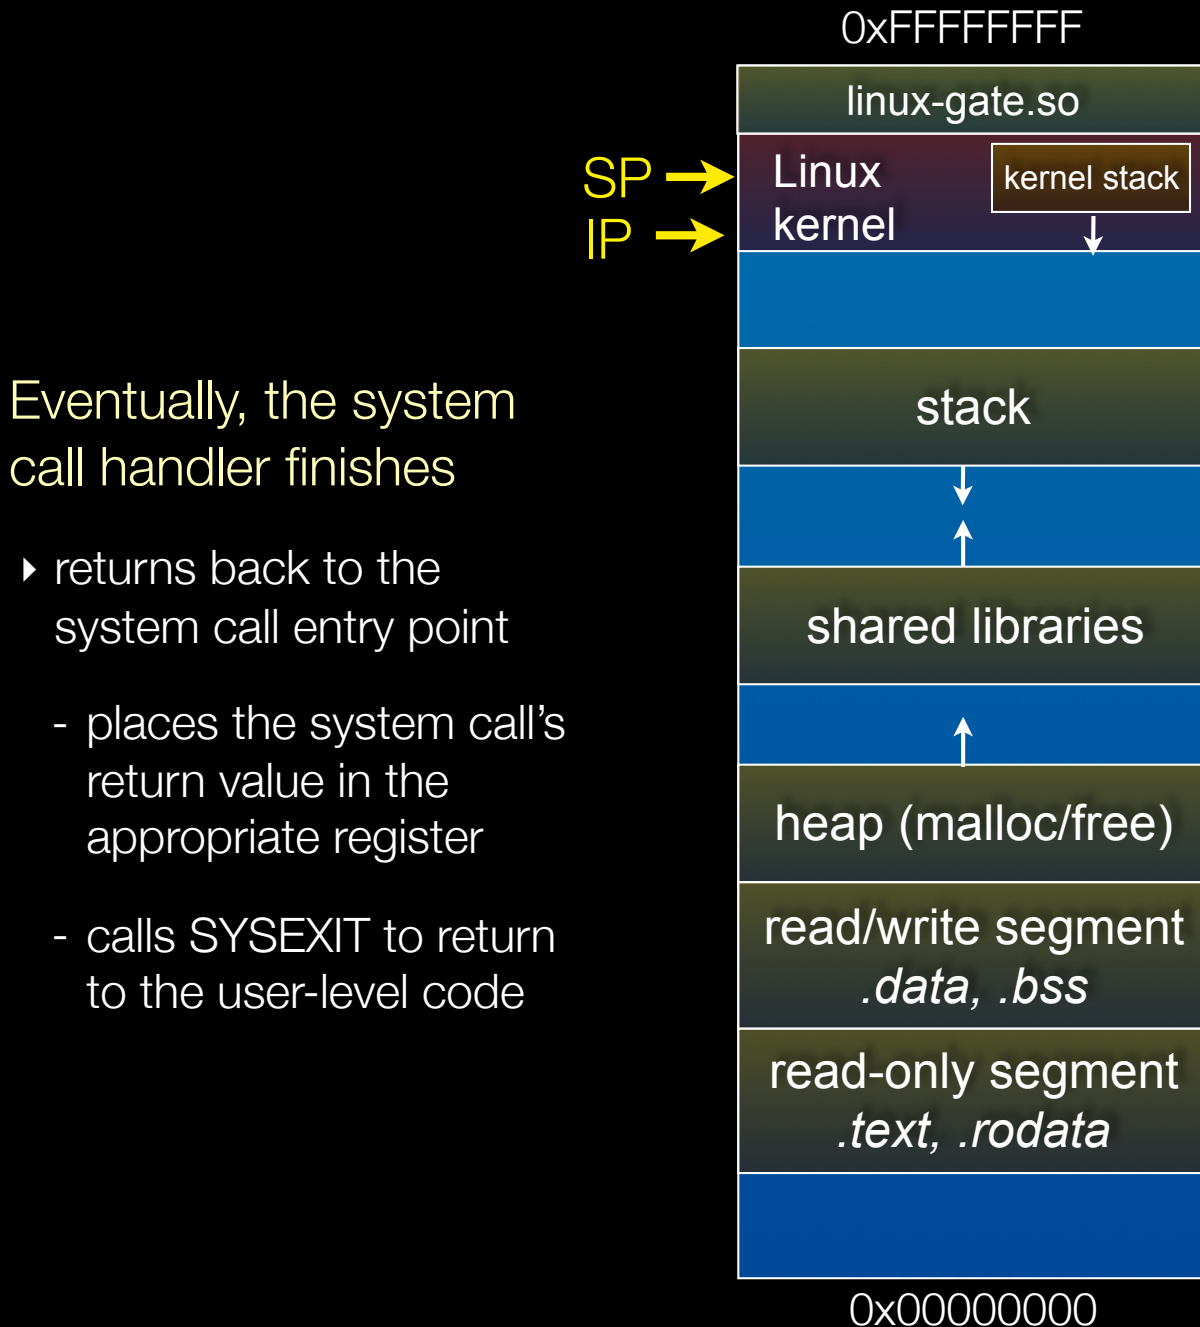 Eventually, the system
call handler finishes
‣ returns back to the
system call entry point
- places the system call’s
return value in the
appropriate register
- calls SYSEXIT to return
to the user-level code
0xFFFFFFFF
linux-gate.so
SP
IP
Linux
kernel
kernel stack
stack
shared libraries
heap (malloc/free)
read/write segment
.data, .bss
read-only segment
.text, .rodata
0x00000000